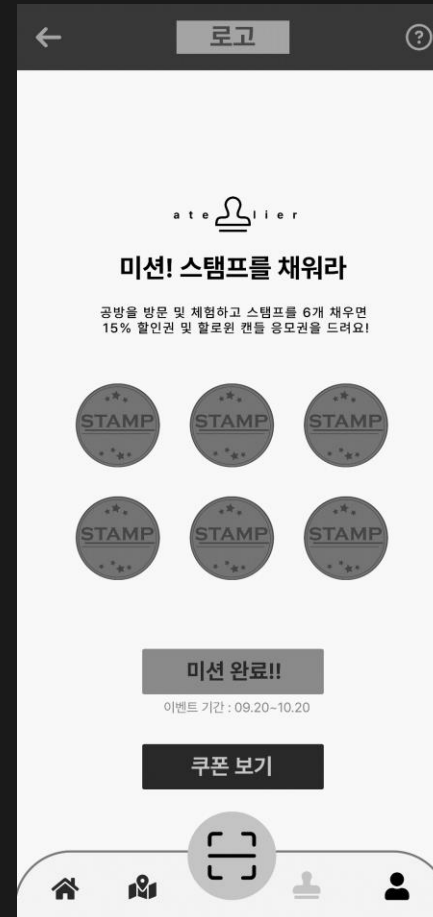 로고
?
atelier
미션! 스탬프를 채워라
공방을 방문 및 체험하고 스탬프를 6개 채우면
15% 할인권 및 할로윈 캔들 응모권을 드려요!
STAMP STAMP STAMP
STAMP STAMP STAMP
미션 완료!!
이벤트 기간 : 09.20~10.20
쿠폰 보기